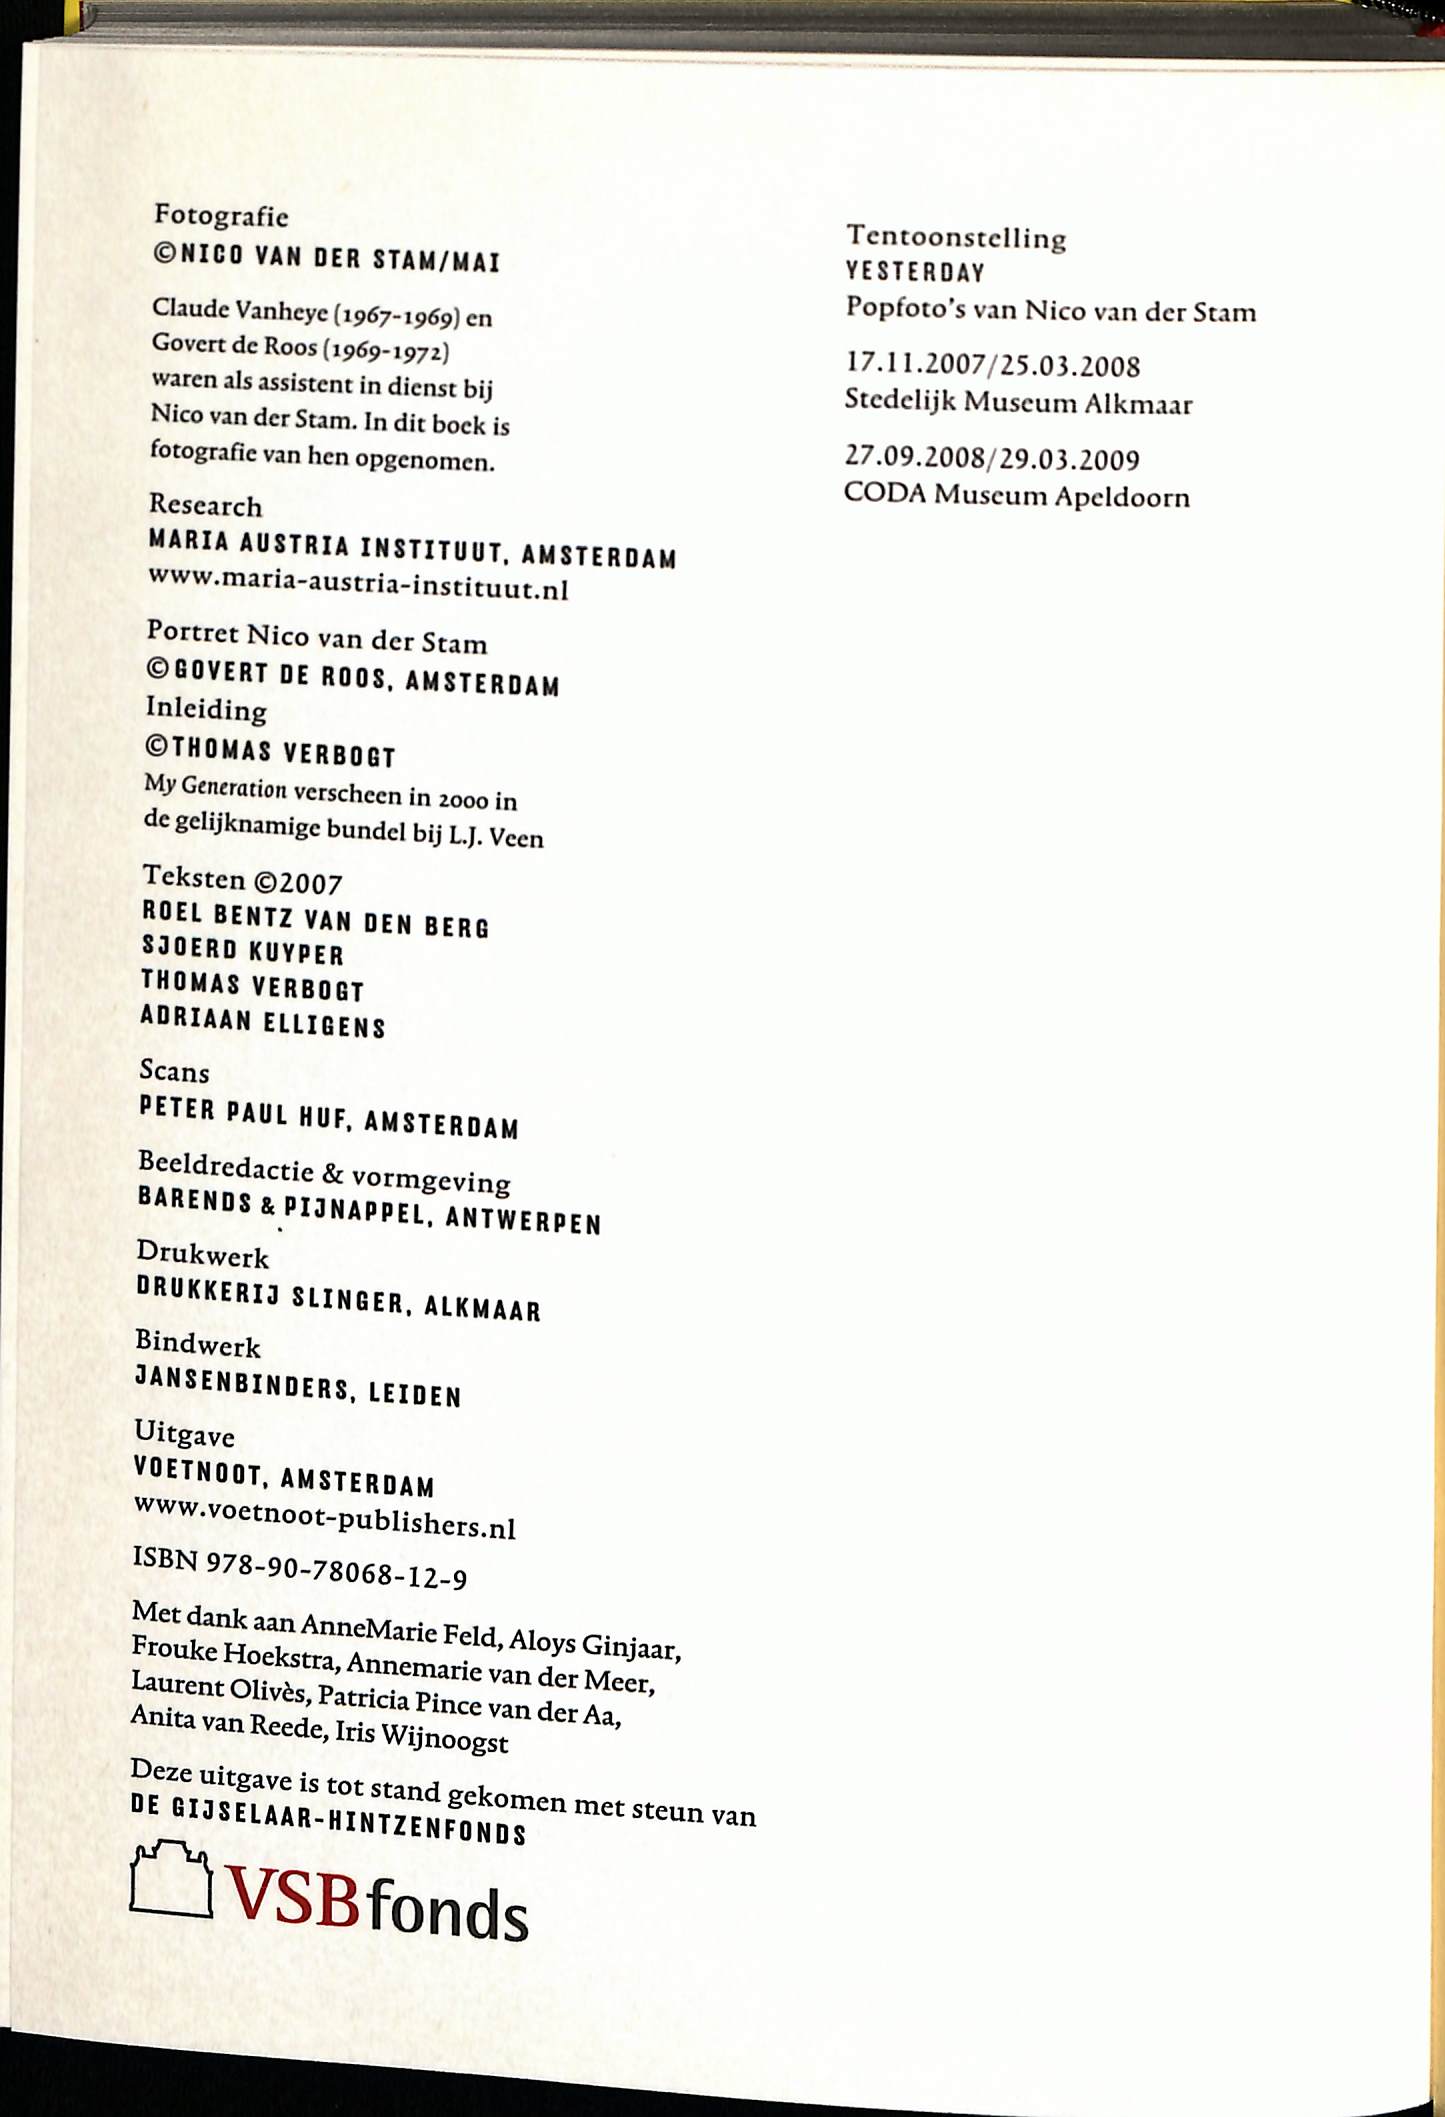 Fotografie
©NICO VAN DER STAM/MAI
Claude Vanheye (1967-1969) en
Govert de Roos (1969-1972)
waren als assistent in dienst bij
Nico van der Stam. In dit boek is
fotografie van hen opgenomen.
Research
MARIA AUSTRIA INSTITUUT, AMSTERDAM
www.maria-austria-instituut.nl
Portret Nico van der Stam
©GOVERT DE ROOS, AMSTERDAM
Inleiding
©THOMAS VERBOGT
My Generation verscheen in 2000 in
de gelijknamige bundel bij L.J. Veen
Teksten ©2007
ROEL BENTZ VAN DEN BERG
SJOERD KUYPER
THOMAS VERBOGT
ADRIAAN ELLIGENS
Scans
PETER PAUL HUF, AMSTERDAM
Beeldredactie & vormgeving
BARENDS & PIJNAPPEL, ANTWERPEN
Drukwerk
DRUKKERIJ SLINGER, ALKMAAR
Bindwerk
JANSENBINDERS, LEIDEN
Uitgave
VOETNOOT, AMSTERDAM
www.voetnoot-publishers.nl
ISBN 978-90-78068-12-9
Met dank aan AnneMarie Feld, Aloys Ginjaar,
Frouke Hoekstra, Annemarie van der Meer,
Laurent Olivès, Patricia Pince van der Aa,
Anita van Reede, Iris Wijnoogst
Deze uitgave is tot stand gekomen met steun van
DE GIJSELAAR-HINTZENFONDS
VSBfonds
Tentoonstelling
YESTERDAY
Popfoto's van Nico van der Stam
17.11.2007/25.03.2008
Stedelijk Museum Alkmaar
27.09.2008/29.03.2009
CODA Museum Apeldoorn